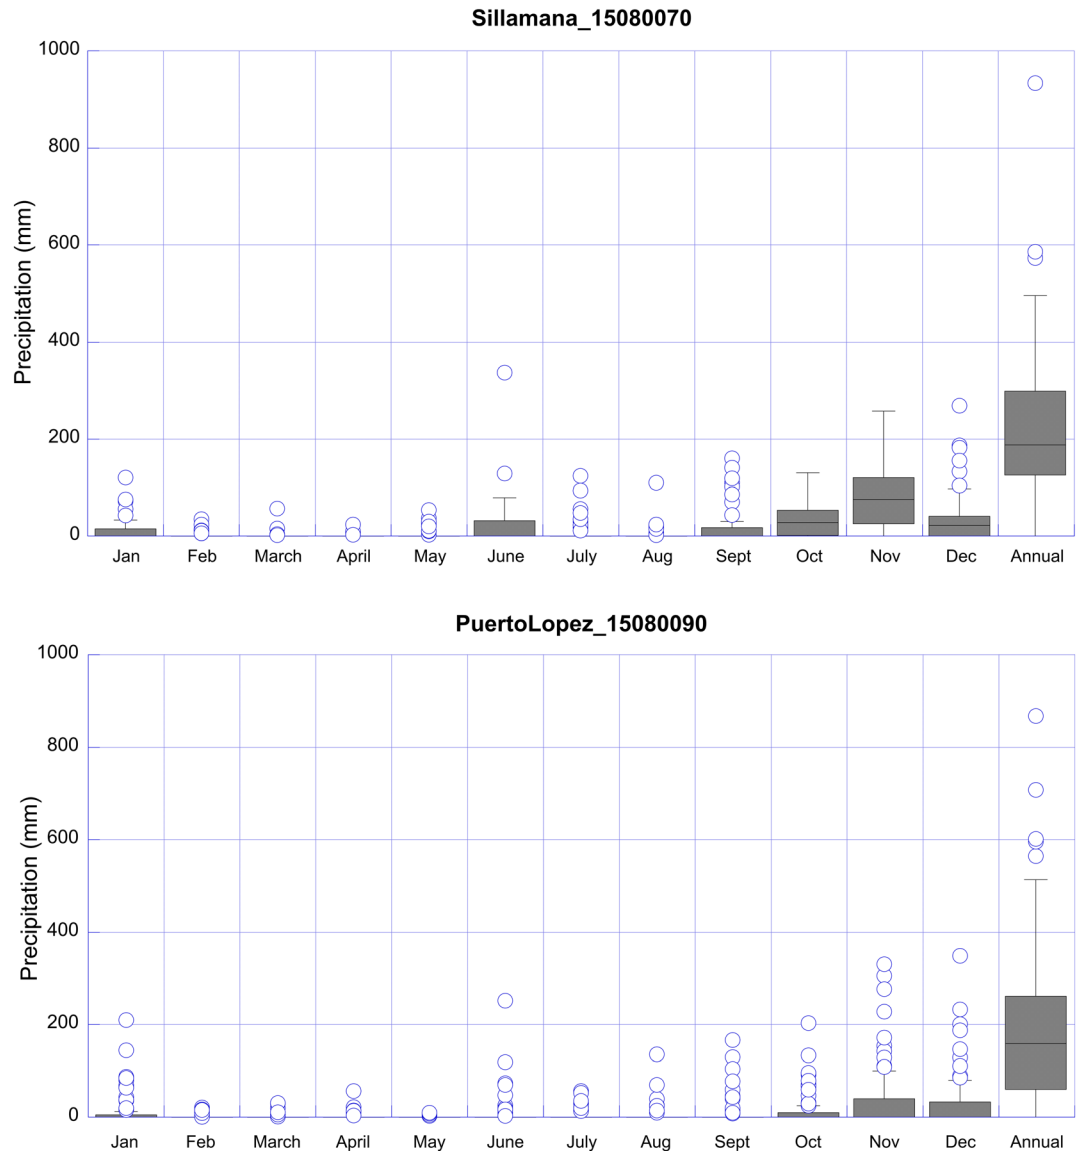 Sillamana_15080070
1000
800
600
400
200
0
Precipitation (mm)
Jan Feb March April May June July Aug Sept Oct Nov Dec Annual
PuertoLopez_15080090
1000
800
600
400
200
0
Precipitation (mm)
Jan Feb March April May June July Aug Sept Oct Nov Dec Annual